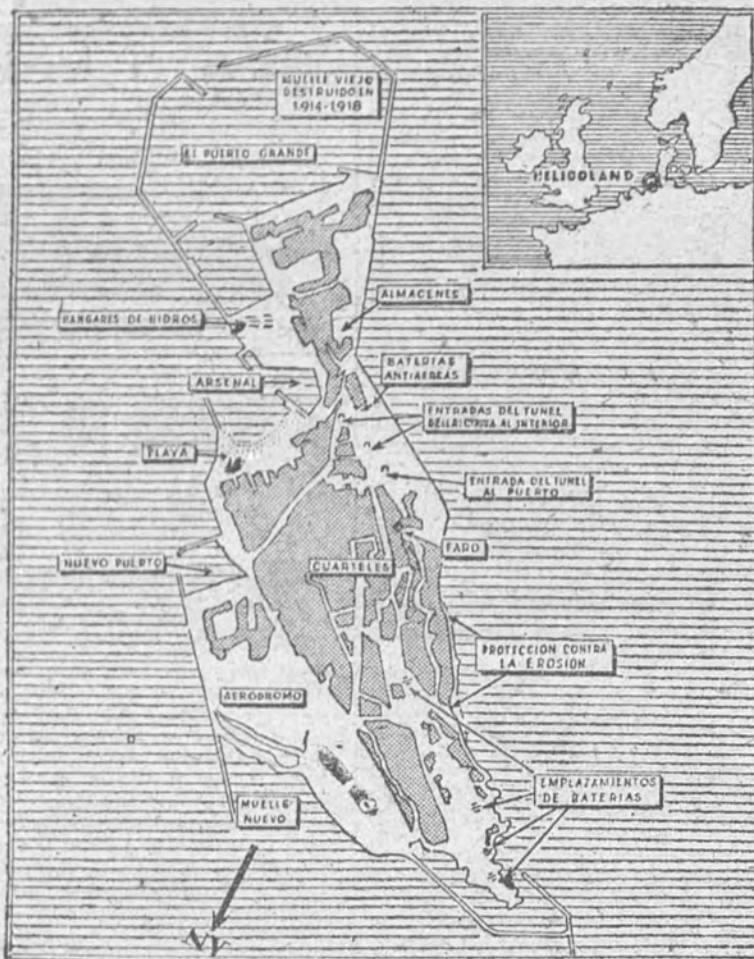 MUELLE VIEJO
DESTRUIDO EN
1914-1918
EL PUERTO GRANDE
HELIGOLAND
HANGARES DE HIDROS
ALMACENES
ARSENAL
BATERIAS
ANTIAEREAS
ENTRADAS DEL TUNEL
AL INTERIOR
PLAYA
ENTRADA DEL TUNEL
AL PUERTO
FARO
NUEVO PUERTO
CUARTELES
PROTECCION CONTRA
LA EROSION
AERODROMO
EMPLAZAMIENTOS
DE BATERIAS
MUELLE
NUEVO